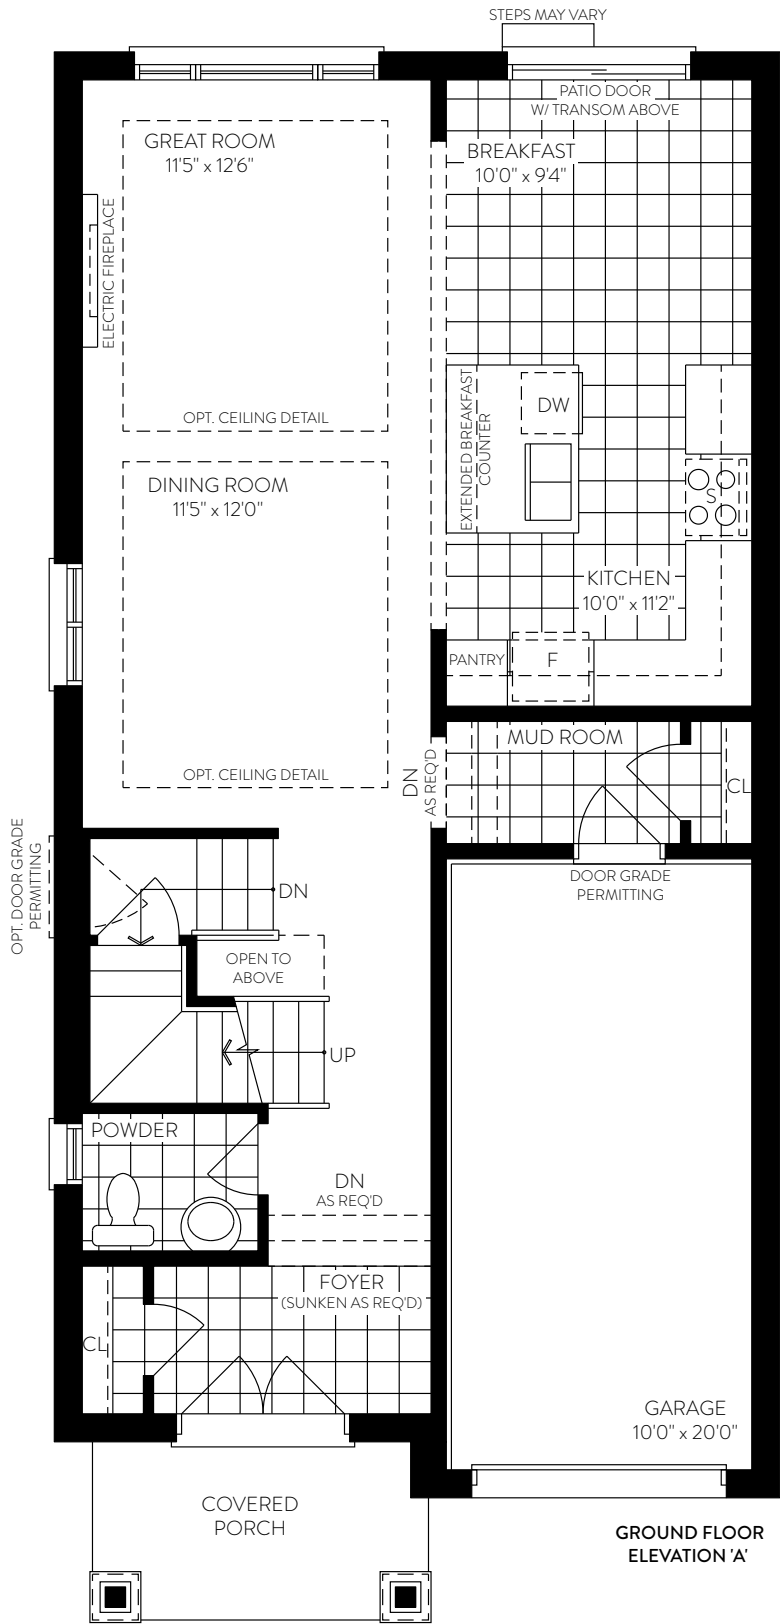 STEPS MAY VARY
PATIO DOOR
W/ TRANSOM ABOVE
GREAT ROOM
11'5" x 12'6"
BREAKFAST
10'0" x 9'4"
ELECTRIC FIREPLACE
OPT. CEILING DETAIL
EXTENDED BREAKFAST
COUNTER
DW
S
DINING ROOM
11'5" x 12'0"
KITCHEN
10'0" x 11'2"
PANTRY
F
OPT. CEILING DETAIL
DN
AS REQ'D
MUD ROOM
CL
OPT. DOOR GRADE
PERMITTING
DOOR GRADE
PERMITTING
DN
OPEN TO
ABOVE
UP
POWDER
DN
AS REQ'D
FOYER
(SUNKEN AS REQ'D)
CL
GARAGE
10'0" x 20'0"
COVERED
PORCH
GROUND FLOOR
ELEVATION 'A'